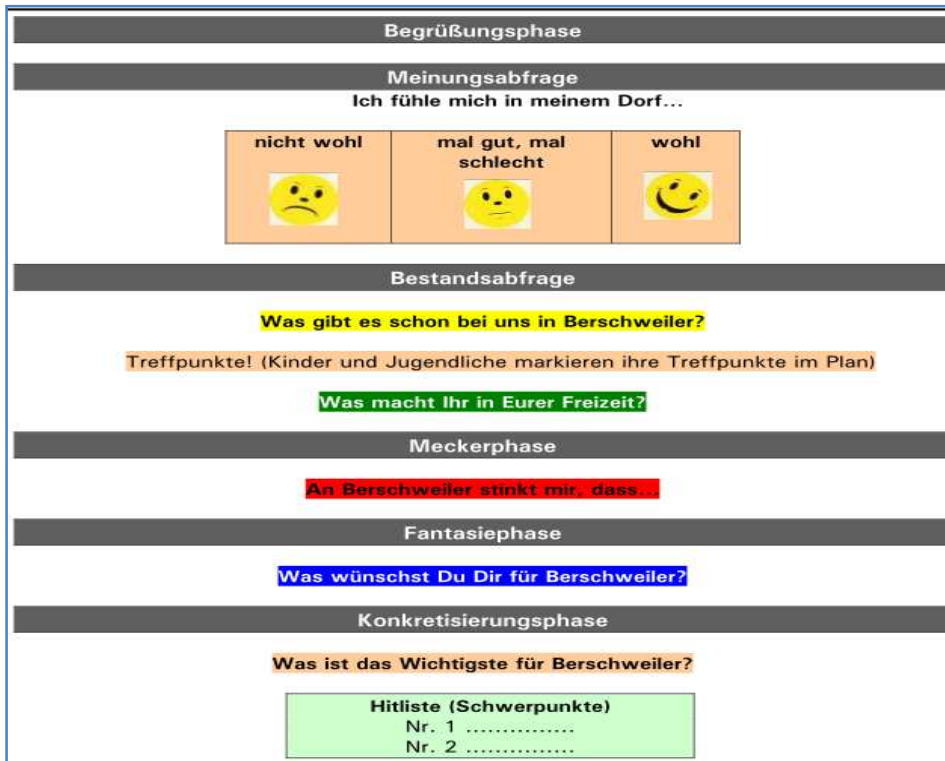 Begrüßungsphase
Meinungsabfrage
Ich fühle mich in meinem Dorf...
nicht wohl
mal gut, mal
schlecht
wohl
Bestandsabfrage
Was gibt es schon bei uns in Berschweiler?
Treffpunkte! (Kinder und Jugendliche markieren ihre Treffpunkte im Plan)
Was macht Ihr in Eurer Freizeit?
Meckerphase
An Berschweiler stinkt mir, dass...
Fantasiephase
Was wünschst Du Dir für Berschweiler?
Konkretisierungsphase
Was ist das Wichtigste für Berschweiler?
Hitliste (Schwerpunkte)
Nr. 1 ...............
Nr. 2 ...............